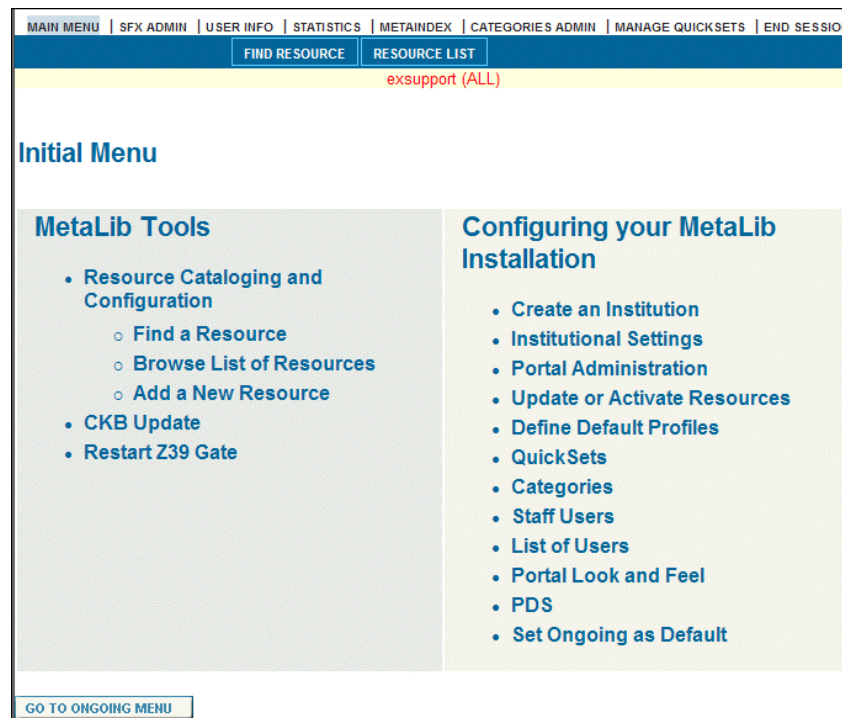 MAIN MENU | SFX ADMIN | USER INFO | STATISTICS | METAINDEX | CATEGORIES ADMIN | MANAGE QUICKSETS | END SESSIO
FIND RESOURCE RESOURCE LIST
exsupport (ALL)
Initial Menu
MetaLib Tools
• Resource Cataloging and
Configuration
○ Find a Resource
○ Browse List of Resources
○ Add a New Resource
• CKB Update
• Restart Z39 Gate
Configuring your MetaLib
Installation
• Create an Institution
• Institutional Settings
• Portal Administration
• Update or Activate Resources
• Define Default Profiles
• QuickSets
• Categories
• Staff Users
• List of Users
• Portal Look and Feel
• PDS
• Set Ongoing as Default
GO TO ONGOING MENU